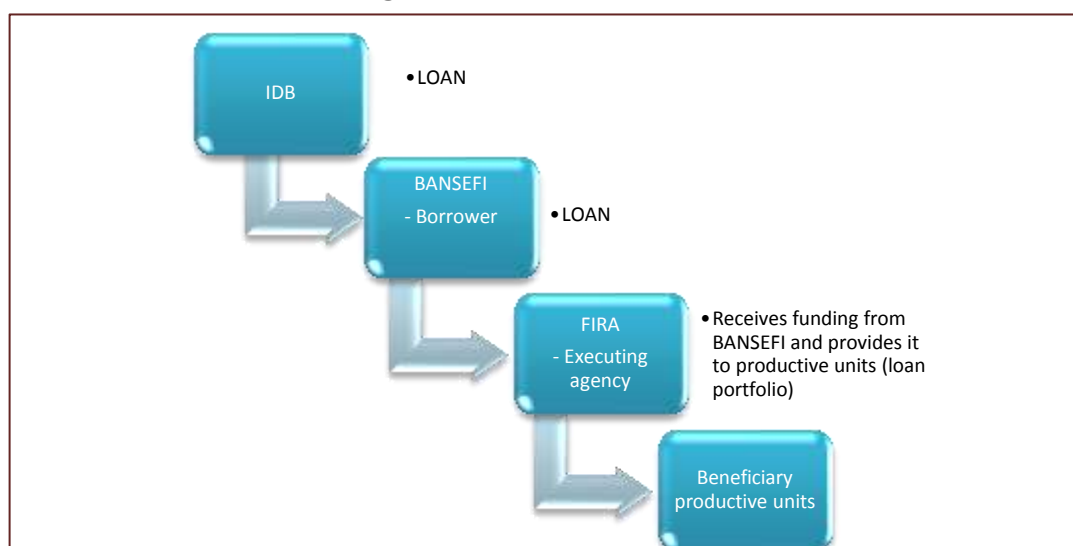 IDB
•LOAN
BANSEFI
- Borrower
•LOAN
FIRA
- Executing
agency
•Receives funding from
BANSEFI and provides it
to productive units (loan
portfolio)
Beneficiary
productive units